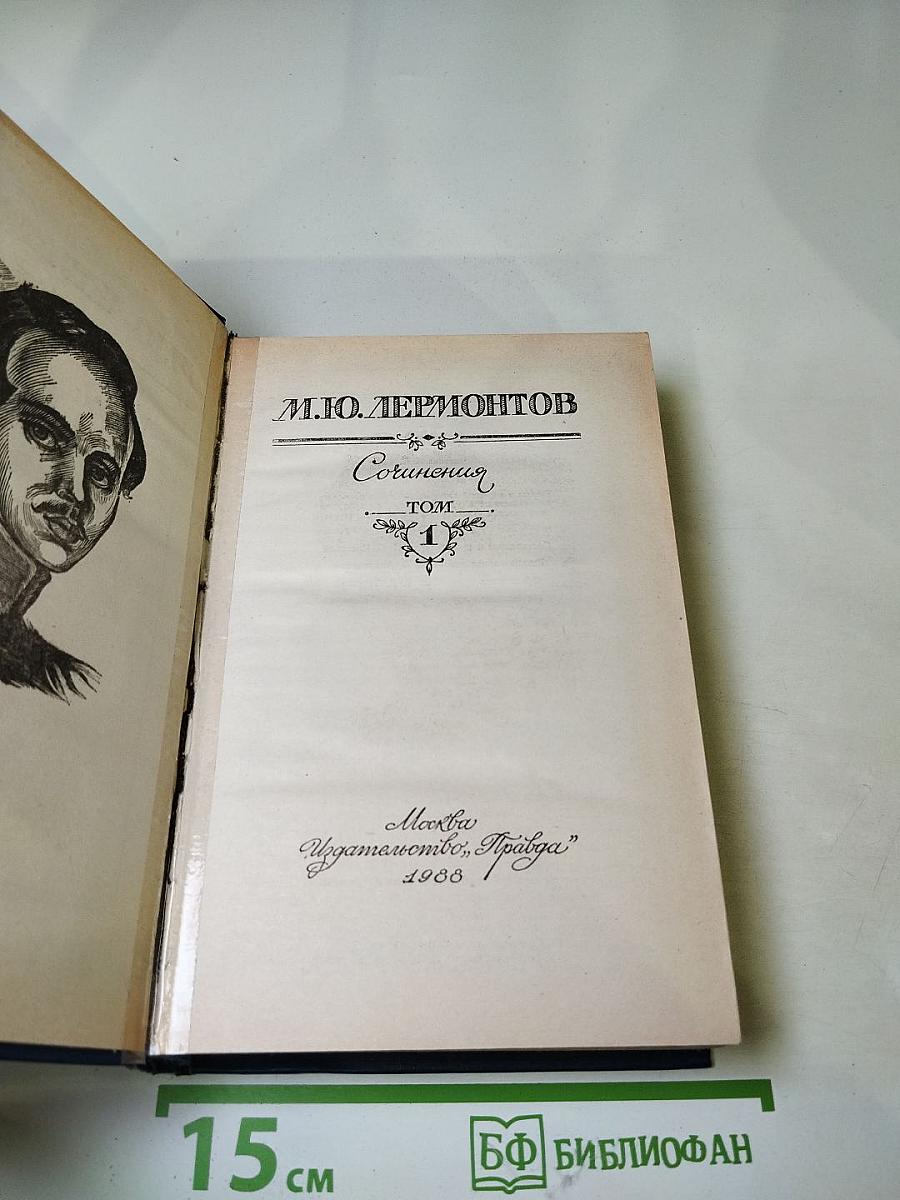 М.Ю. ЛЕРМОНТОВ
Сочинения
ТОМ
1
Москва
Издательство „Правда”
1988
15 см
БФ БИБЛИОФАН